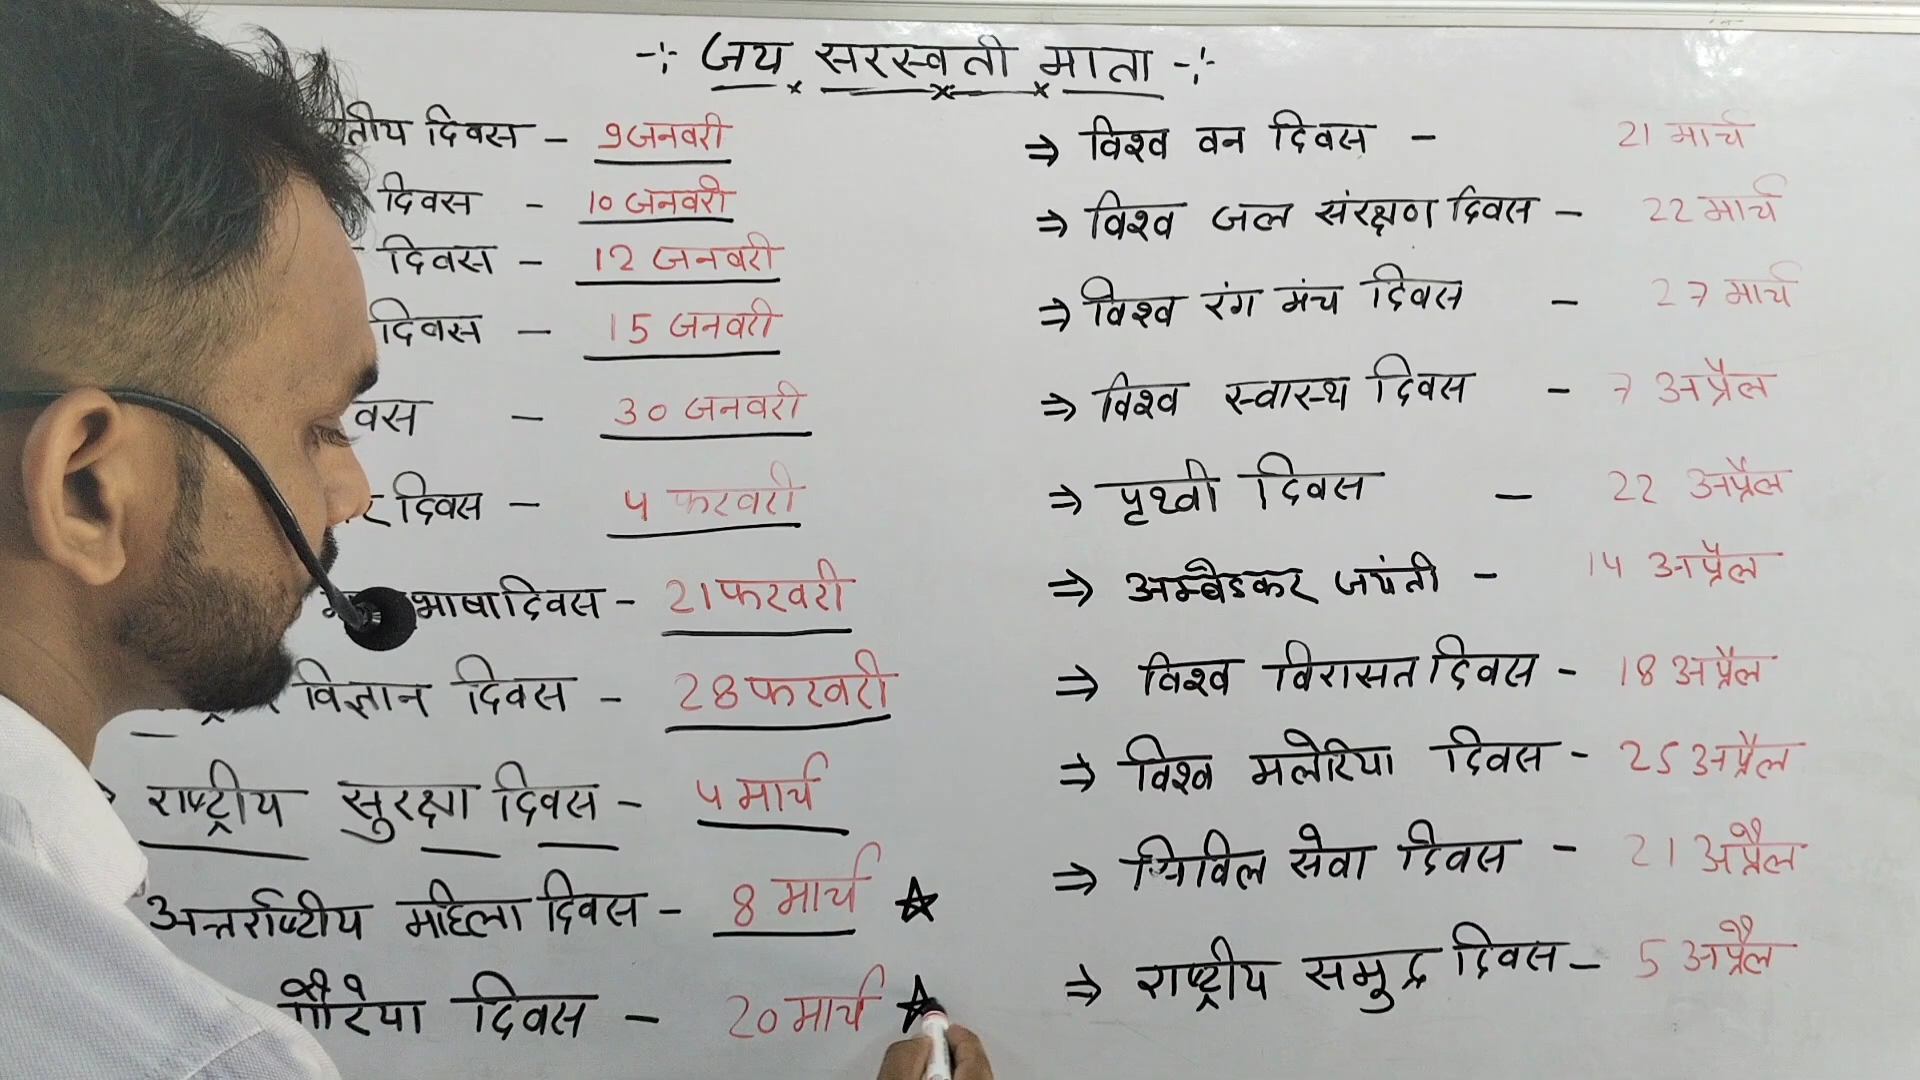 -:- जय सरस्वती माता -:-
तीय दिवस - 9 जनवरी
दिवस - 10 जनवरी
दिवस - 12 जनवरी
दिवस - 15 जनवरी
वस - 30 जनवरी
र दिवस - 4 फरवरी
भाषा दिवस - 21 फरवरी
विज्ञान दिवस - 28 फरवरी
राष्ट्रीय सुरक्षा दिवस - 4 मार्च
अन्तर्राष्ट्रीय महिला दिवस - 8 मार्च ☆
गौरैया दिवस - 20 मार्च ☆
⇒ विश्व वन दिवस - 21 मार्च
⇒ विश्व जल संरक्षण दिवस - 22 मार्च
⇒ विश्व रंग मंच दिवस - 27 मार्च
⇒ विश्व स्वास्थ दिवस - 7 अप्रैल
⇒ पृथ्वी दिवस - 22 अप्रैल
⇒ अम्बेडकर जयंती - 14 अप्रैल
⇒ विश्व विरासत दिवस - 18 अप्रैल
⇒ विश्व मलेरिया दिवस - 25 अप्रैल
⇒ सिविल सेवा दिवस - 21 अप्रैल
⇒ राष्ट्रीय समुद्र दिवस - 5 अप्रैल